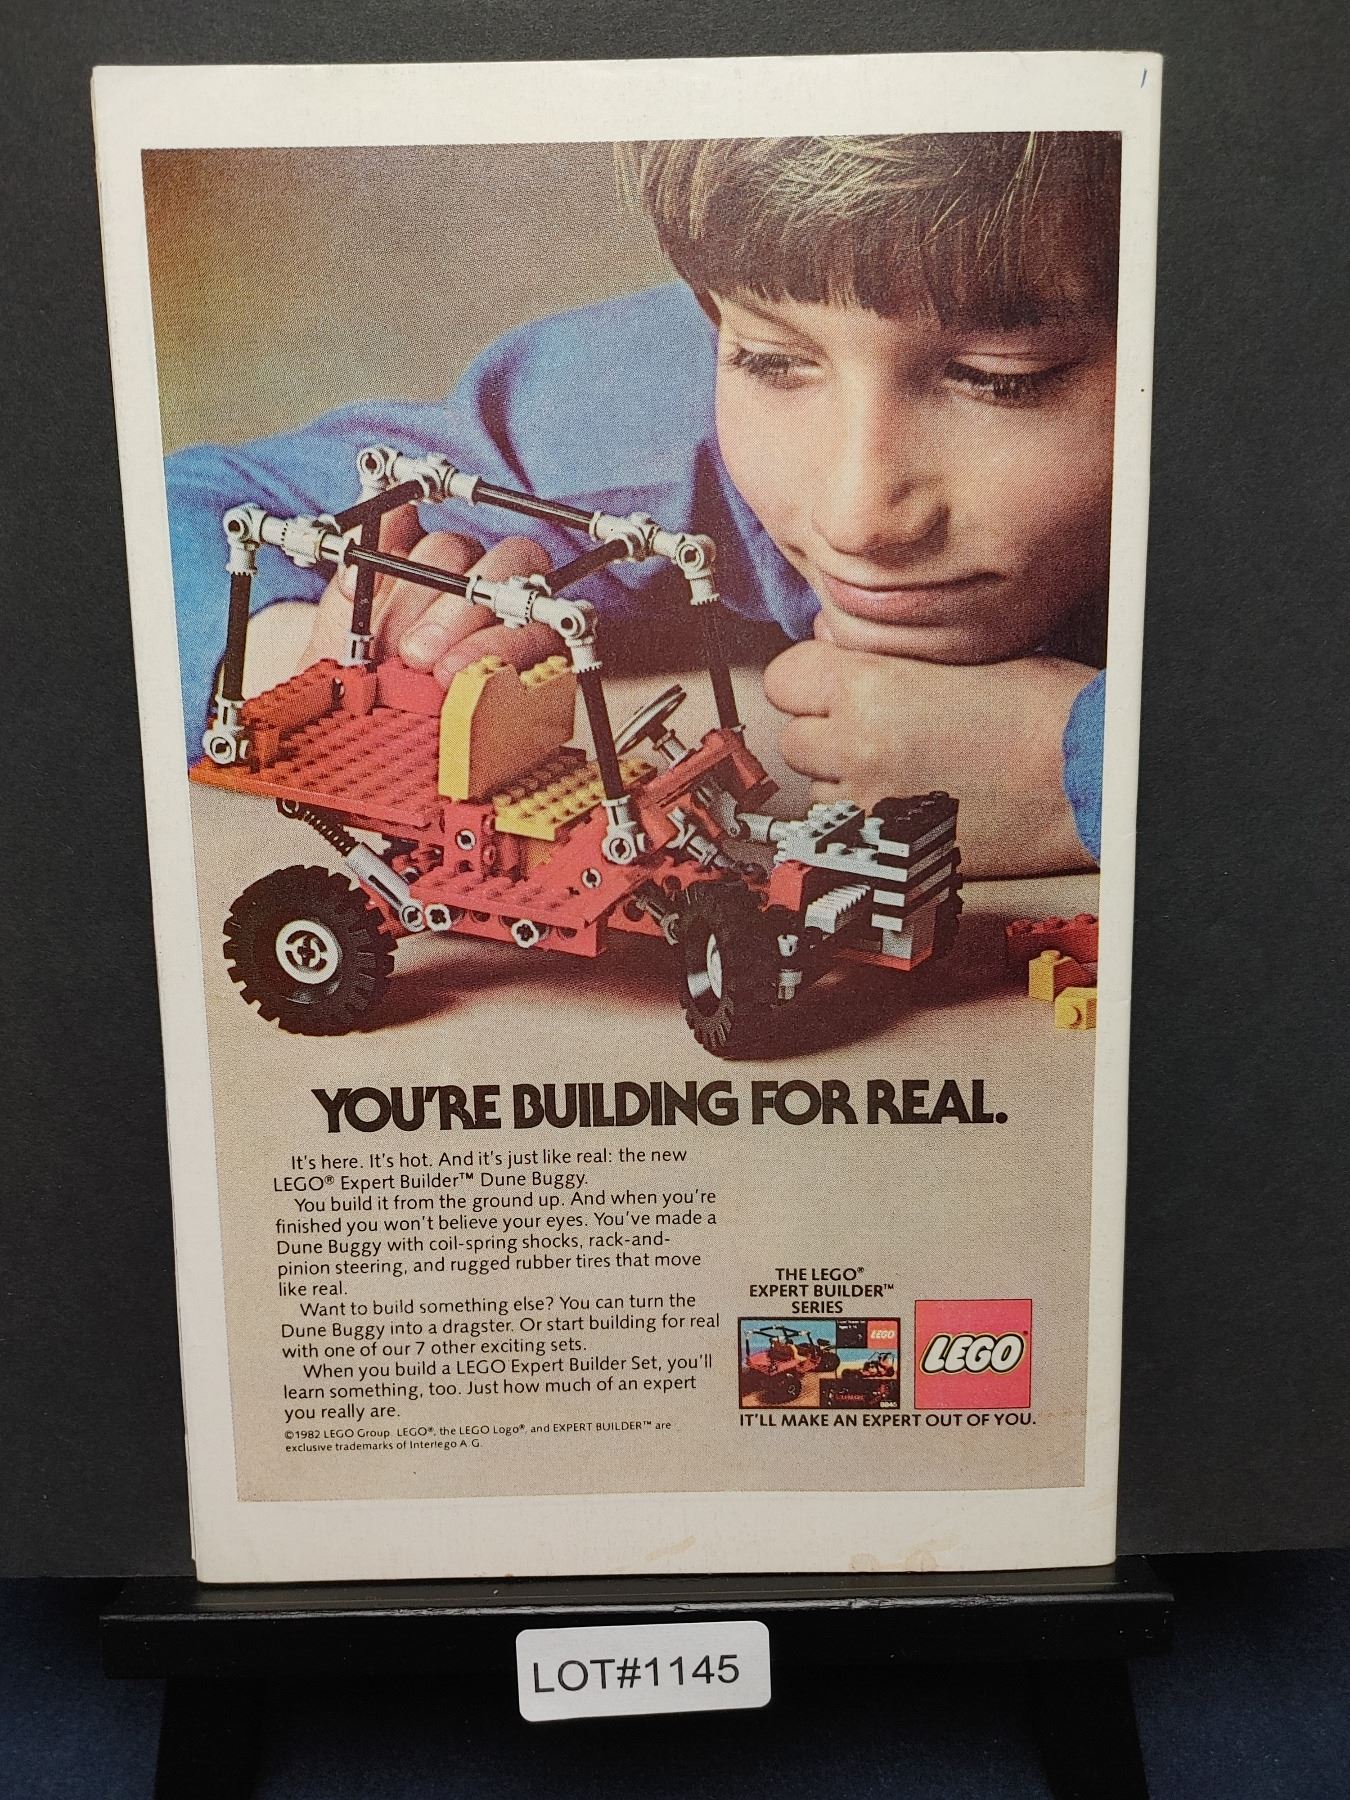 YOU'RE BUILDING FOR REAL.
It's here. It's hot. And it's just like real: the new
LEGO® Expert Builder™ Dune Buggy.
You build it from the ground up. And when you're
finished you won't believe your eyes. You've made a
Dune Buggy with coil-spring shocks, rack-and-
pinion steering, and rugged rubber tires that move
like real.
Want to build something else? You can turn the
Dune Buggy into a dragster. Or start building for real
with one of our 7 other exciting sets.
When you build a LEGO Expert Builder Set, you'll
learn something, too. Just how much of an expert
you really are.
©1982 LEGO Group. LEGO®, the LEGO Logo®, and EXPERT BUILDER™ are
exclusive trademarks of Interlego A.G.
THE LEGO®
EXPERT BUILDER™
SERIES
LEGO
8845
LEGO®
IT'LL MAKE AN EXPERT OUT OF YOU.
LOT#1145